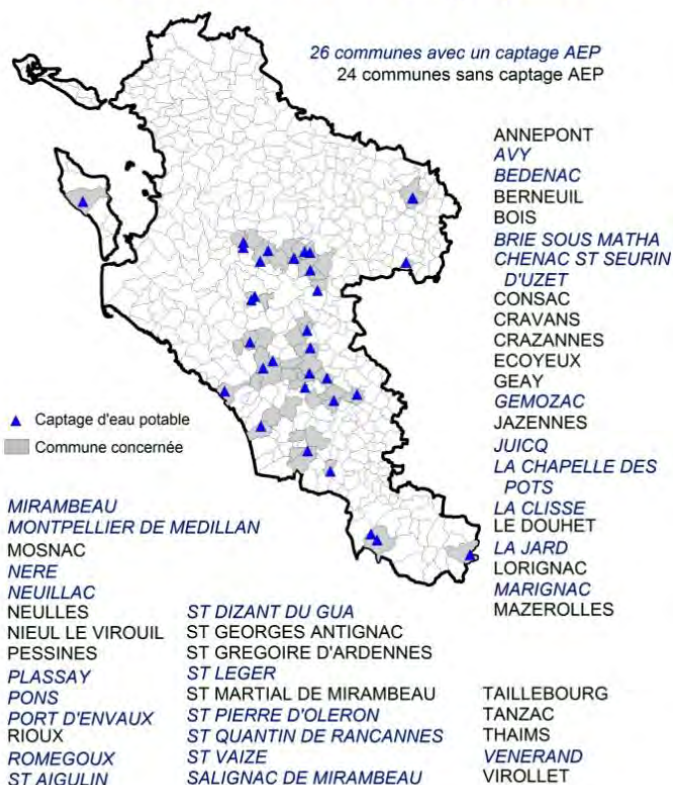 26 communes avec un captage AEP
24 communes sans captage AEP
ANNEPONT
AVY
BEDENAC
BERNEUIL
BOIS
BRIE SOUS MATHA
CHENAC ST SEURIN
D'UZET
CONSAC
CRAVANS
CRAZANNES
ECOYEUX
GEAY
GEMOZAC
JAZENNES
JUICQ
LA CHAPELLE DES
POTS
LA CLISSE
LE DOUHET
LA JARD
LORIGNAC
MARIGNAC
MAZEROLLES
Captage d'eau potable
Commune concernée
MIRAMBEAU
MONTPELLIER DE MEDILLAN
MOSNAC
NERE
NEUILLAC
NEULLES
NIEUL LE VIROUIL
PESSINES
PLASSAY
PONS
PORT D'ENVAUX
RIOUX
ROMEGOUX
ST AIGULIN
ST DIZANT DU GUA
ST GEORGES ANTIGNAC
ST GREGOIRE D'ARDENNES
ST LEGER
ST MARTIAL DE MIRAMBEAU
ST PIERRE D'OLERON
ST QUANTIN DE RANCANNES
ST VAIZE
SALIGNAC DE MIRAMBEAU
TAILLEBOURG
TANZAC
THAIMS
VENERAND
VIROLLET